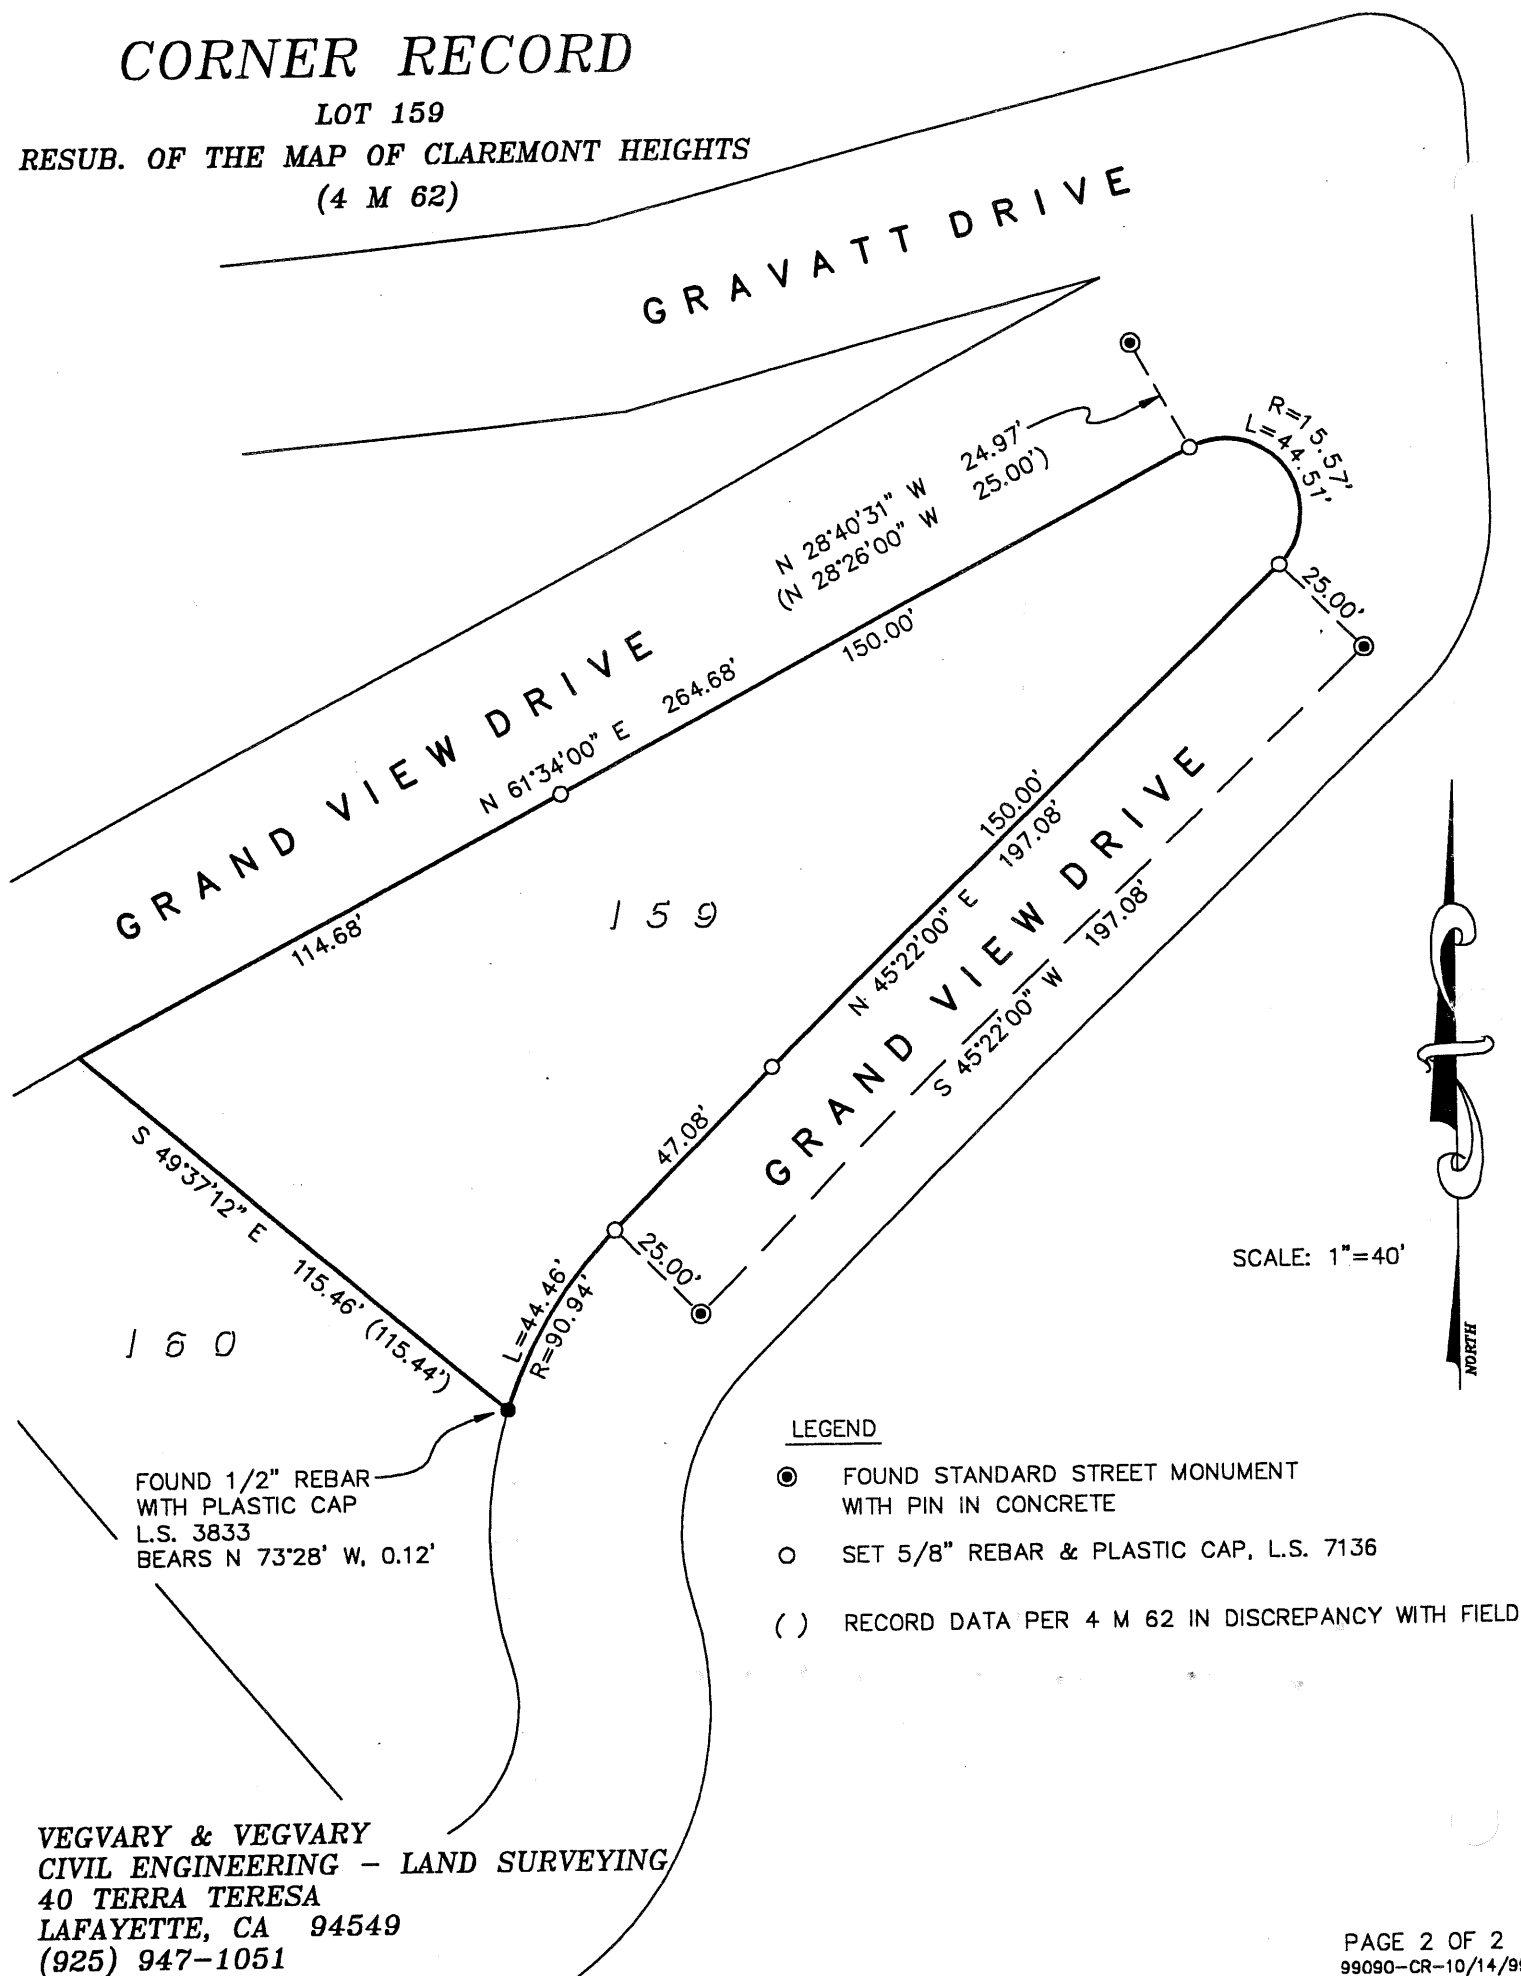 CORNER RECORD
LOT 159
RESUB. OF THE MAP OF CLAREMONT HEIGHTS
(4 M 62)
GRAVATT DRIVE
R=15.57'
L=44.51'
24.97'
25.00')
N 28°40'31" W
(N 28°26'00" W
25.00'
150.00'
GRAND VIEW DRIVE
N 61°34'00" E 264.68'
114.68'
159
150.00'
N 45°22'00" E 197.08'
GRAND VIEW DRIVE
S 45°22'00" W 197.08'
47.08'
25.00'
S 49°37'12" E 115.46' (115.44')
L=44.46'
R=90.94'
160
SCALE: 1"=40'
NORTH
FOUND 1/2" REBAR
WITH PLASTIC CAP
L.S. 3833
BEARS N 73°28' W, 0.12'
LEGEND
FOUND STANDARD STREET MONUMENT
WITH PIN IN CONCRETE
SET 5/8" REBAR & PLASTIC CAP, L.S. 7136
( ) RECORD DATA PER 4 M 62 IN DISCREPANCY WITH FIELD
VEGVARY & VEGVARY
CIVIL ENGINEERING - LAND SURVEYING
40 TERRA TERESA
LAFAYETTE, CA 94549
(925) 947-1051
PAGE 2 OF 2
99090-CR-10/14/99